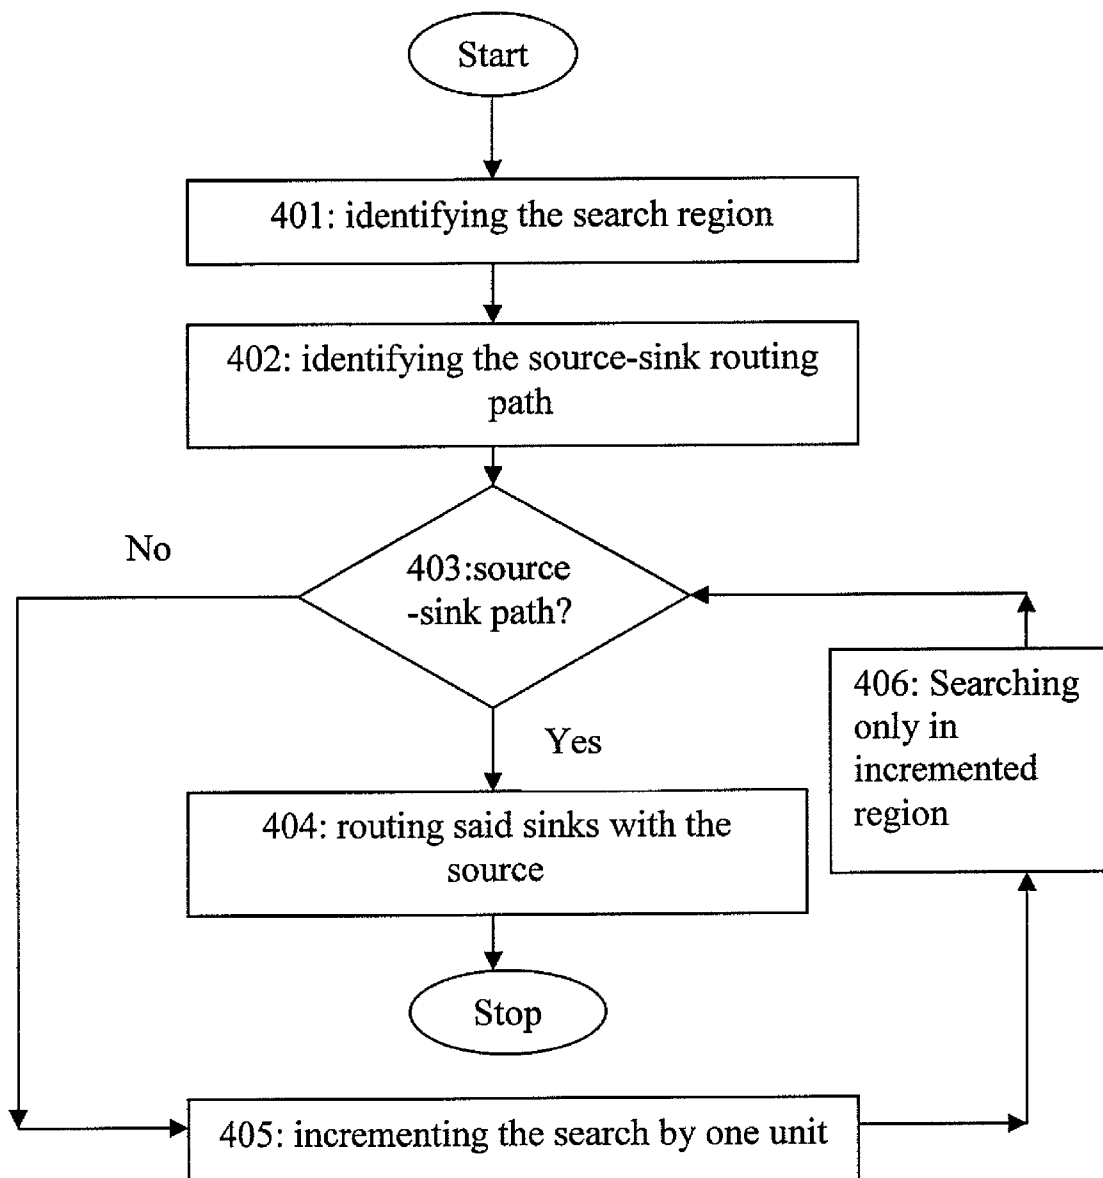 Start
401: identifying the search region
402: identifying the source-sink routing
path
No
403:source
-sink path?
Yes
406: Searching
only in
incremented
region
404: routing said sinks with the
source
Stop
405: incrementing the search by one unit